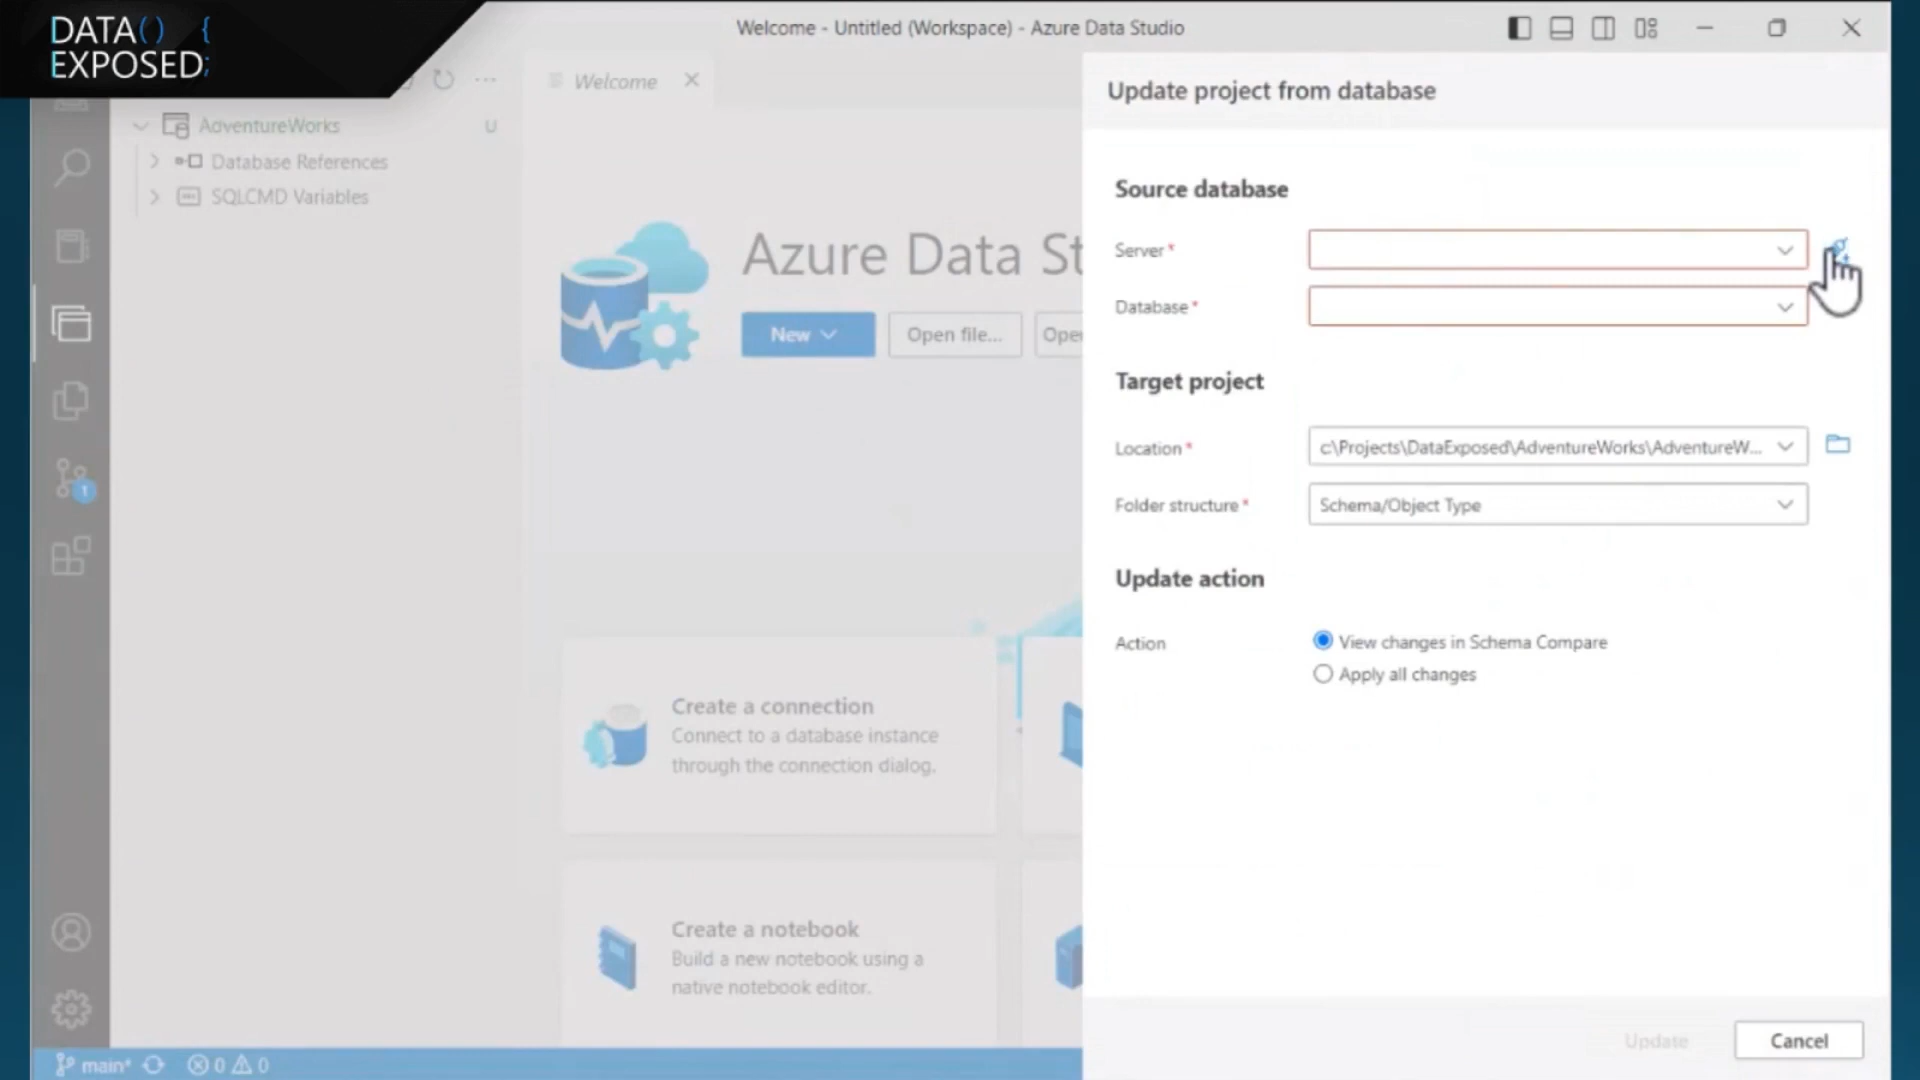 DATA() {
EXPOSED;
Welcome - Untitled (Workspace) - Azure Data Studio
Welcome
AdventureWorks
U
Database References
SQLCMD Variables
1
Azure Data St
New
Open file...
Ope
Create a connection
Connect to a database instance
through the connection dialog.
Create a notebook
Build a new notebook using a
native notebook editor.
main*
0
0
Update project from database
Source database
Server*
Database*
Target project
Location*
c\Projects\DataExposed\AdventureWorks\AdventureW...
Folder structure*
Schema/Object Type
Update action
Action
View changes in Schema Compare
Apply all changes
Update
Cancel